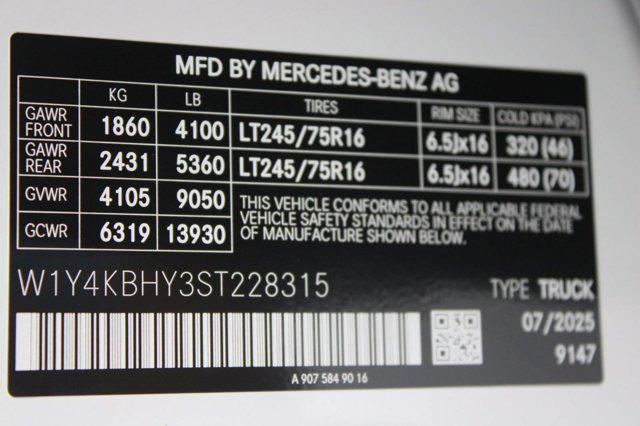 MFD BY MERCEDES-BENZ AG
KG LB TIRES RIM SIZE COLD KPA (PSI)
GAWR FRONT 1860 4100 LT245/75R16 6.5Jx16 320 (46)
GAWR REAR 2431 5360 LT245/75R16 6.5Jx16 480 (70)
GVWR 4105 9050
GCWR 6319 13930
THIS VEHICLE CONFORMS TO ALL APPLICABLE FEDERAL
VEHICLE SAFETY STANDARDS IN EFFECT ON THE DATE
OF MANUFACTURE SHOWN BELOW.
W1Y4KBHY3ST228315 TYPE TRUCK
07/2025
9147
A 907 584 90 16